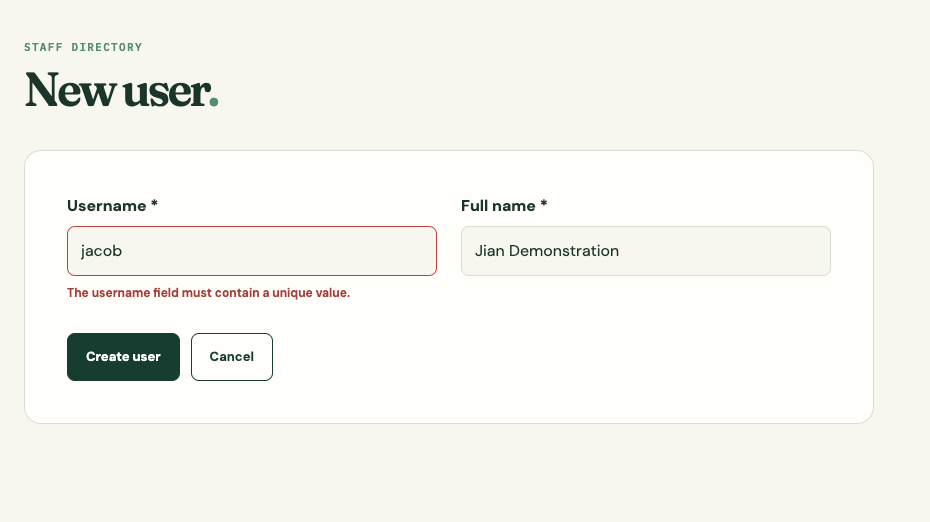 STAFF DIRECTORY
New user.
Username *
Full name *
jacob
Jian Demonstration
The username field must contain a unique value.
Create user
Cancel